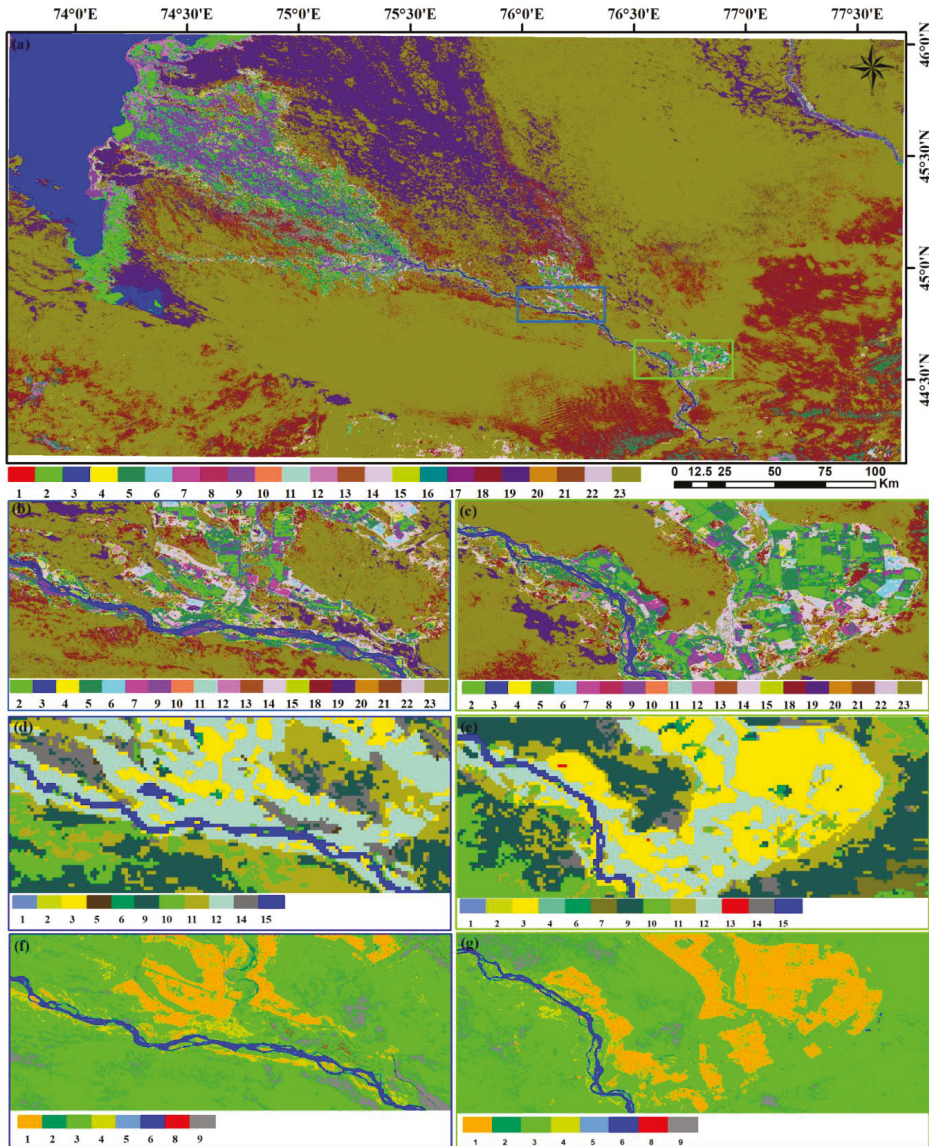 74°0'E 74°30'E 75°0'E 75°30'E 76°0'E 76°30'E 77°0'E 77°30'E
(a)
46°0'N
45°30'N
45°0'N
44°30'N
1 2 3 4 5 6 7 8 9 10 11 12 13 14 15 16 17 18 19 20 21 22 23
0 12.5 25 50 75 100
Km
(b)
2 3 4 5 6 7 9 10 11 12 13 14 15 18 19 20 21 22 23
(c)
2 3 4 5 6 7 8 9 10 11 12 13 14 15 18 19 20 21 22 23
(d)
1 2 3 5 6 9 10 11 12 14 15
(e)
1 2 3 4 6 7 9 10 11 12 13 14 15
(f)
1 2 3 4 5 6 8 9
(g)
1 2 3 4 5 6 8 9